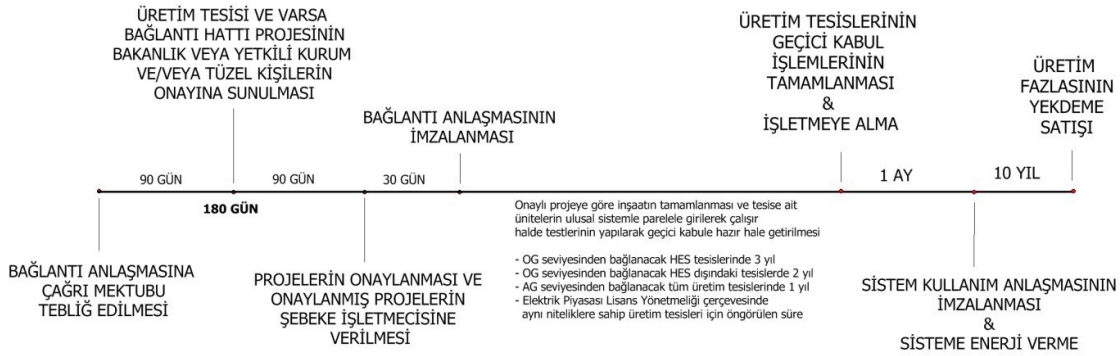 ÜRETİM TESİSİ VE VARSA
BAĞLANTI HATTI PROJESİNİN
BAKANLIK VEYA YETKİLİ KURUM
VE/VEYA TÜZEL KİŞİLERİN
ONAYINA SUNULMASI
BAĞLANTI ANLAŞMASININ
İMZALANMASI
ÜRETİM TESİSLERİNİN
GEÇİCİ KABUL
İŞLEMLERİNİN
TAMAMLANMASI
&
İŞLETMEYE ALMA
ÜRETİM
FAZLASININ
YEKDEME
SATIŞI
90 GÜN
90 GÜN
30 GÜN
1 AY
10 YIL
180 GÜN
BAĞLANTI ANLAŞMASINA
ÇAĞRI MEKTUBU
TEBLİĞ EDİLMESİ
PROJELERİN ONAYLANMASI VE
ONAYLANMIŞ PROJELERİN
ŞEBEKE İŞLETMECİSİNE
VERİLMESİ
Onaylı projeye göre inşaatın tamamlanması ve tesise ait
ünitelerin ulusal sistemle parelele girilerek çalışır
halde testlerinin yapılarak geçici kabule hazır hale getirilmesi
- OG seviyesinden bağlanacak HES tesislerinde 3 yıl
- OG seviyesinden bağlanacak HES dışındaki tesislerde 2 yıl
- AG seviyesinden bağlanacak tüm üretim tesislerinde 1 yıl
- Elektrik Piyasası Lisans Yönetmeliği çerçevesinde
aynı niteliklere sahip üretim tesisleri için öngörülen süre
SİSTEM KULLANIM ANLAŞMASININ
İMZALANMASI
&
SİSTEME ENERJİ VERME